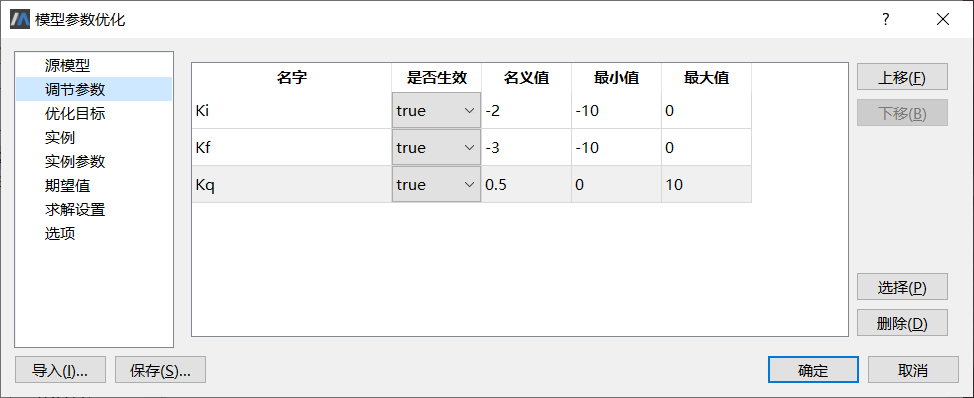 模型参数优化
?
源模型
调节参数
优化目标
实例
实例参数
期望值
求解设置
选项
名字 是否生效 名义值 最小值 最大值
Ki true -2 -10 0
Kf true -3 -10 0
Kq true 0.5 0 10
上移(F)
下移(B)
选择(P)
删除(D)
导入(I)... 保存(S)... 确定 取消